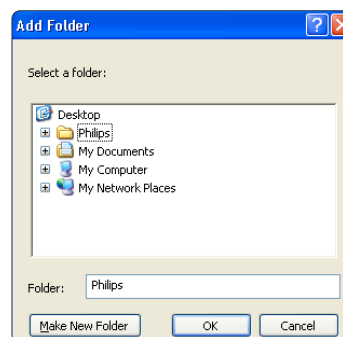 Add Folder
Select a folder:
Desktop
Philips
My Documents
My Computer
My Network Places
Folder: Philips
Make New Folder OK Cancel